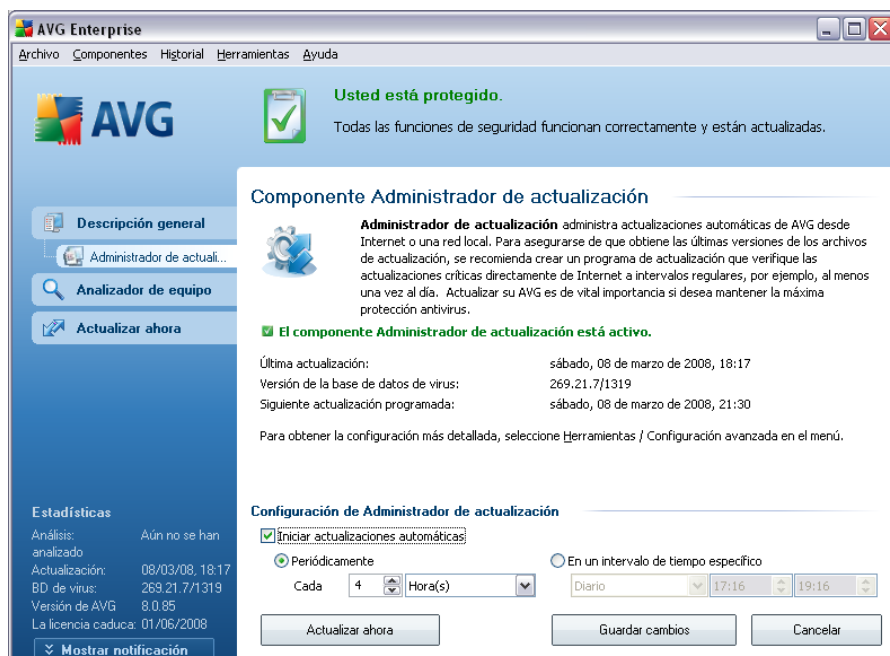 AVG Enterprise
Archivo Componentes Historial Herramientas Ayuda
AVG
Usted está protegido.
Todas las funciones de seguridad funcionan correctamente y están actualizadas.
Descripción general
Administrador de actuali...
Analizador de equipo
Actualizar ahora
Componente Administrador de actualización
Administrador de actualización administra actualizaciones automáticas de AVG desde
Internet o una red local. Para asegurarse de que obtiene las últimas versiones de los archivos
de actualización, se recomienda crear un programa de actualización que verifique las
actualizaciones críticas directamente de Internet a intervalos regulares, por ejemplo, al menos
una vez al día. Actualizar su AVG es de vital importancia si desea mantener la máxima
protección antivirus.
El componente Administrador de actualización está activo.
Última actualización: sábado, 08 de marzo de 2008, 18:17
Versión de la base de datos de virus: 269.21.7/1319
Siguiente actualización programada: sábado, 08 de marzo de 2008, 21:30
Para obtener la configuración más detallada, seleccione Herramientas / Configuración avanzada en el menú.
Configuración de Administrador de actualización
Iniciar actualizaciones automáticas
Periódicamente
En un intervalo de tiempo específico
Cada 4 Hora(s)
Diario 17:16 19:16
Actualizar ahora
Guardar cambios
Cancelar
Estadísticas
Análisis: Aún no se han
analizado
Actualización: 08/03/08, 18:17
BD de virus: 269.21.7/1319
Versión de AVG 8.0.85
La licencia caduca: 01/06/2008
Mostrar notificación